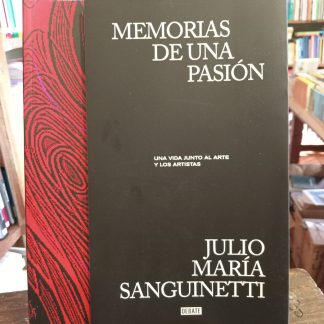 MEMORIAS
DE UNA
PASIÓN
UNA VIDA JUNTO AL ARTE
Y LOS ARTISTAS
JULIO
MARÍA
SANGUINETTI
DEBATE